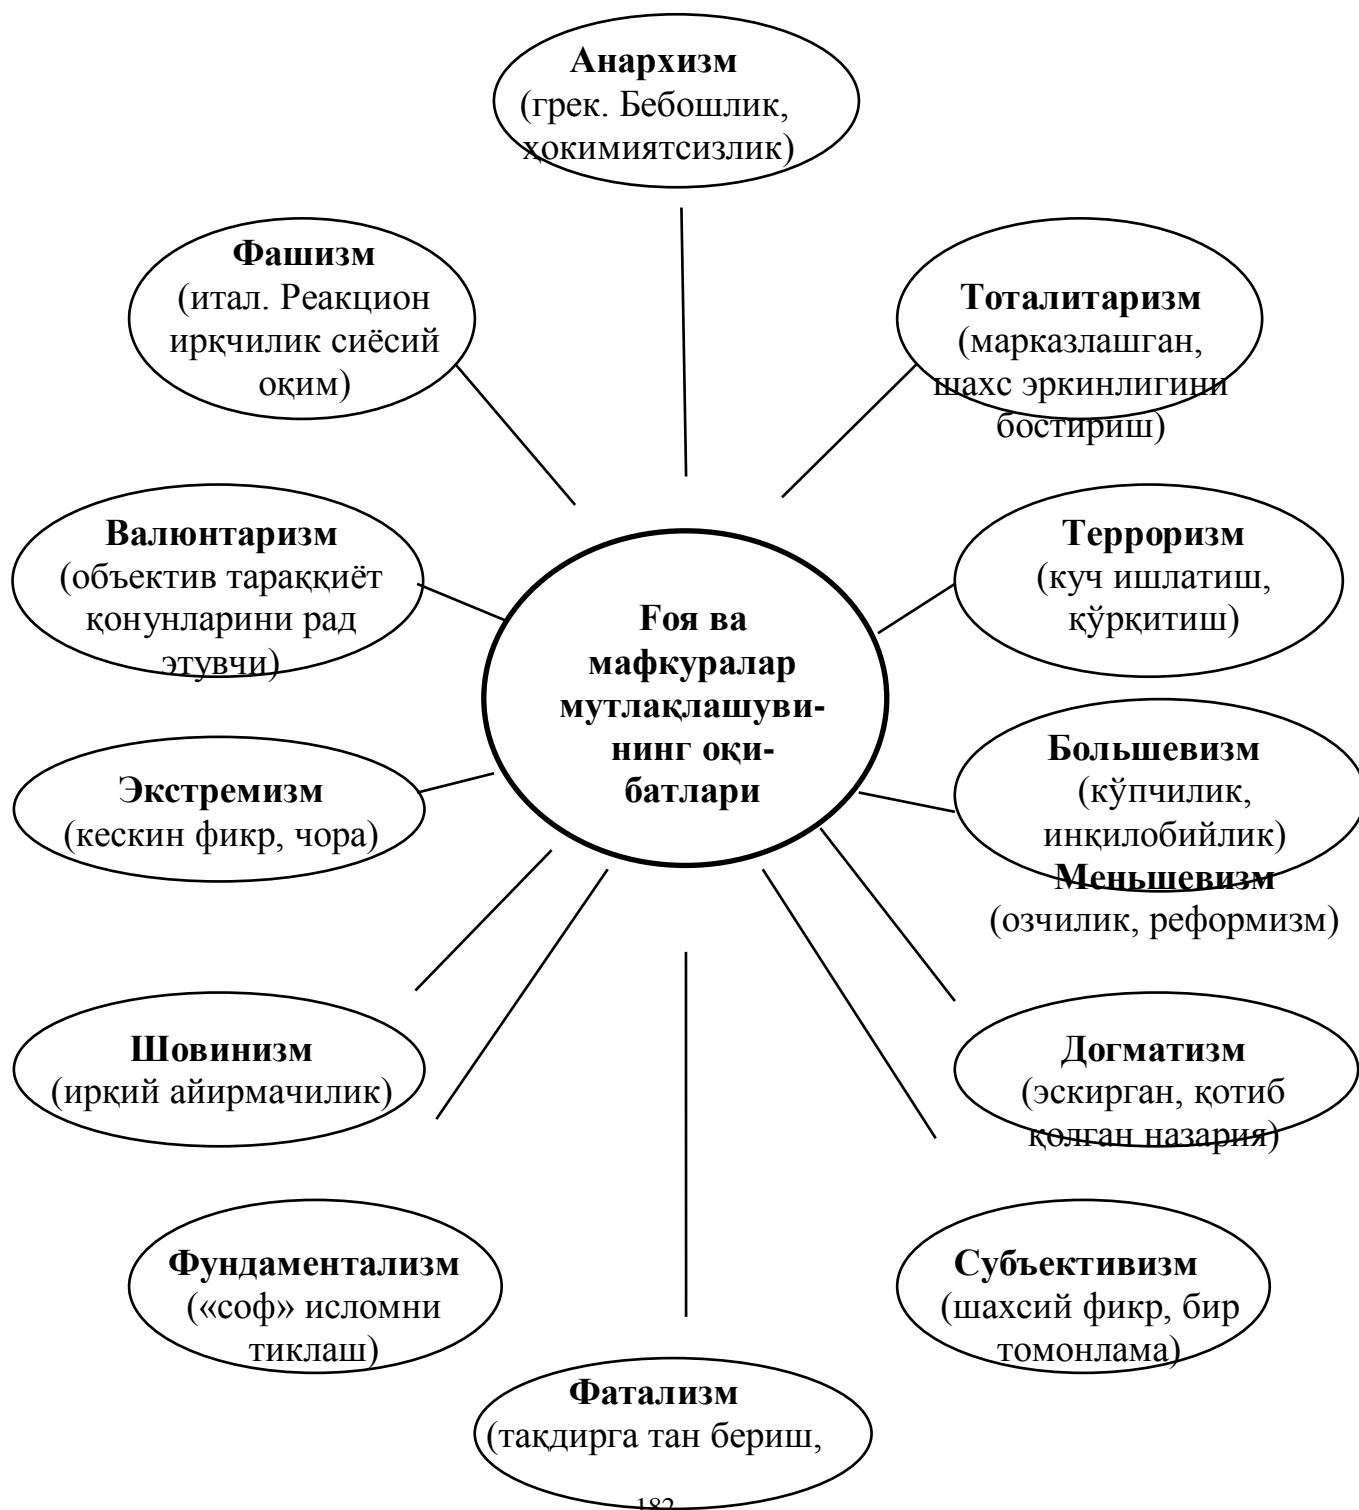 Анархизм
(грек. Бебошлик,
ҳокимиятсизлик)
Фашизм
(итал. Реакцион
ирқчилик сиёсий
оқим)
Тоталитаризм
(марказлашган,
шахс эркинлигини
бостириш)
Валюнтаризм
(объектив тараққиёт
қонунларини рад
этувчи)
Терроризм
(куч ишлатиш,
қўрқитиш)
Ғоя ва
мафкуралар
мутлақлашуви-
нинг оқи-
батлари
Экстремизм
(кескин фикр, чора)
Большевизм
(кўпчилик,
инқилобийлик)
Меньшевизм
(озчилик, реформизм)
Шовинизм
(ирқий айирмачилик)
Догматизм
(эскирган, қотиб
қолган назария)
Фундаментализм
(«соф» исломни
тиклаш)
Субъективизм
(шахсий фикр, бир
томонлама)
Фатализм
(тақдирга тан бериш,
182